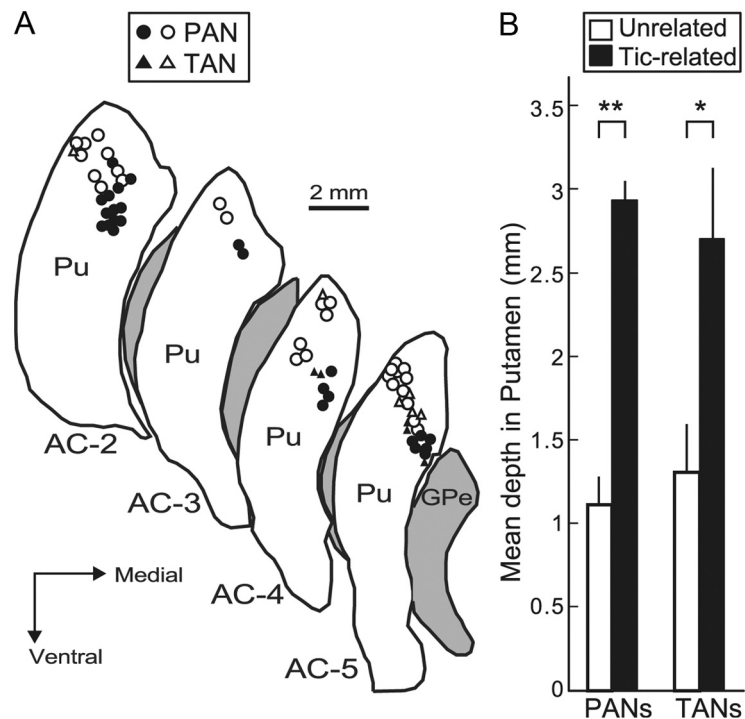 A
PAN
TAN
2 mm
Pu
AC-2
Pu
AC-3
Pu
AC-4
Pu
GPe
AC-5
Medial
Ventral
B
Unrelated
Tic-related
Mean depth in Putamen (mm)
3.5
3
2.5
2
1.5
1
0.5
0
** *
PANs TANs